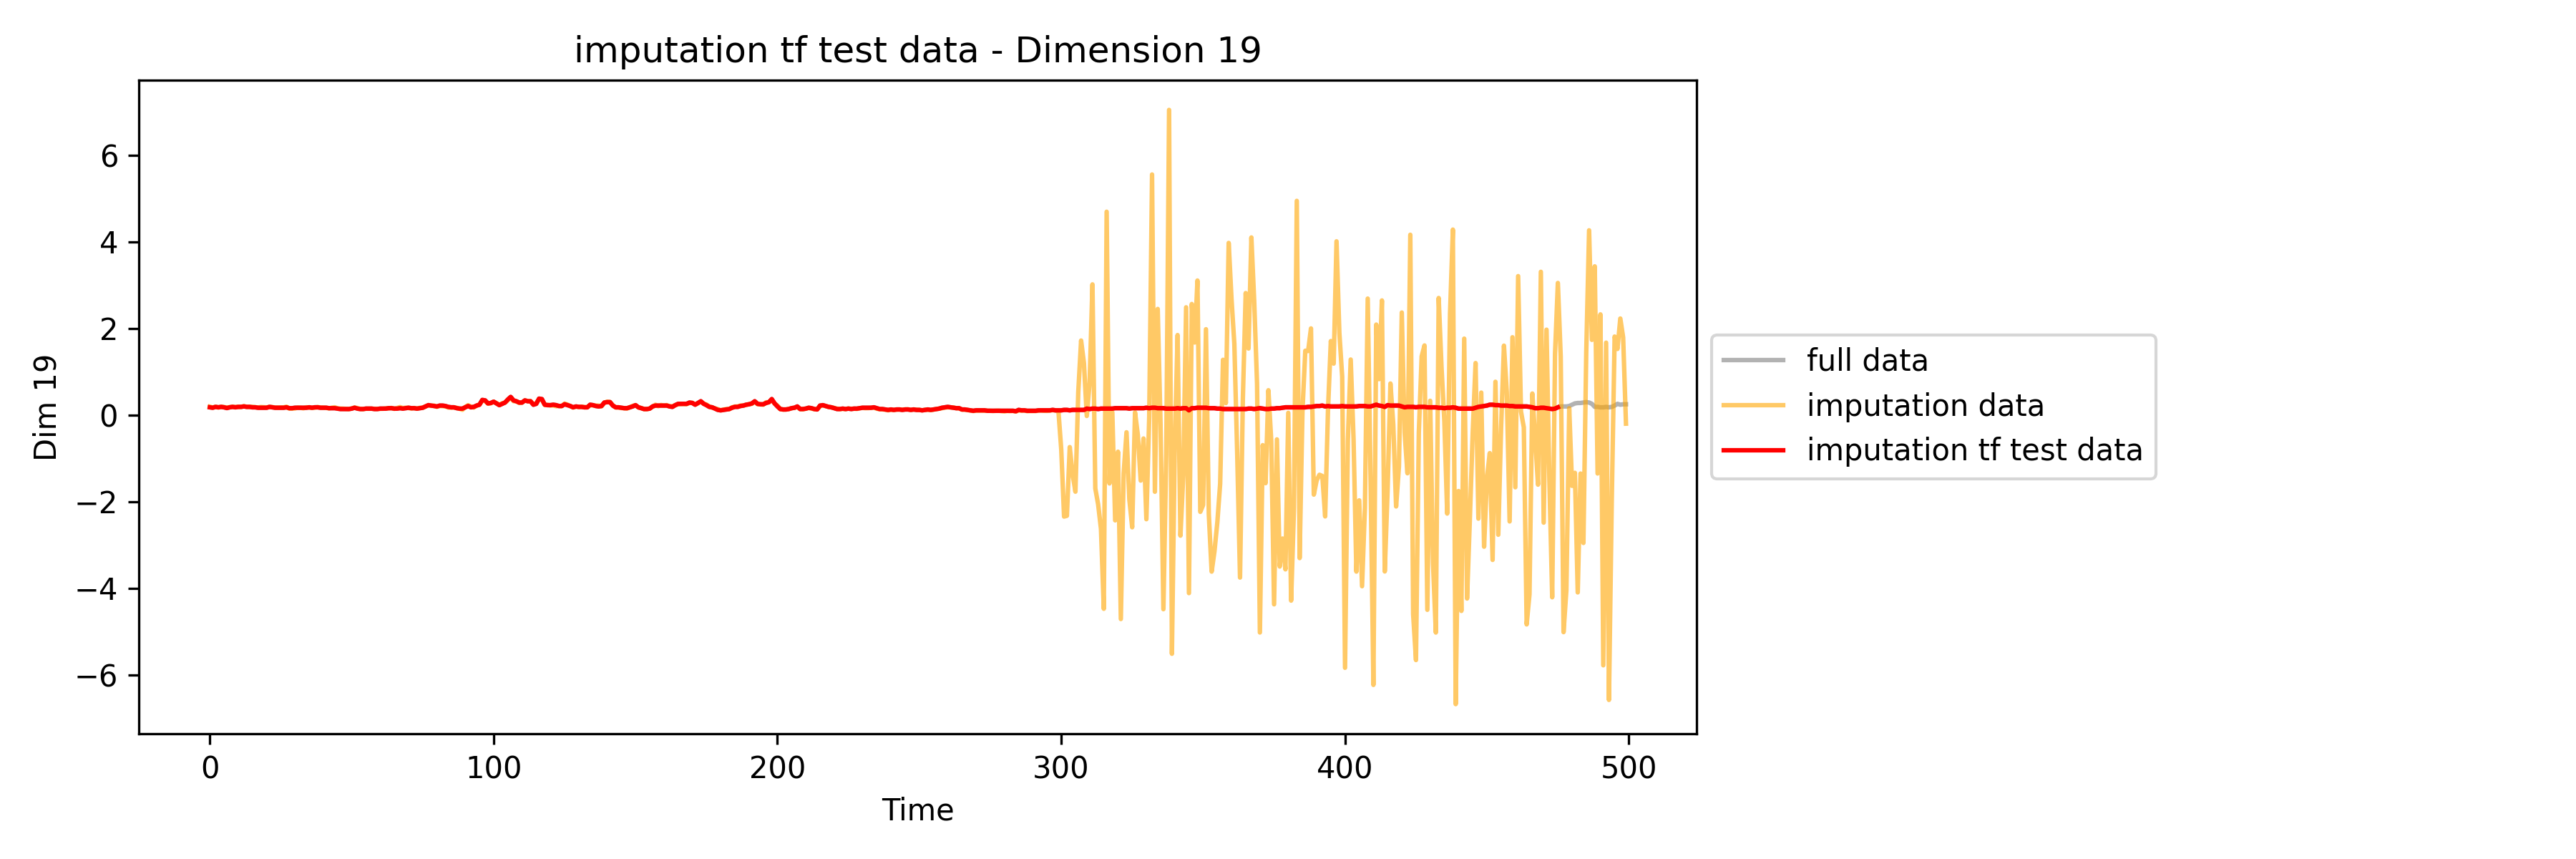 imputation tf test data - Dimension 19
Dim 19
6
4
2
0
−2
−4
−6
0 100 200 300 400 500
Time
full data
imputation data
imputation tf test data